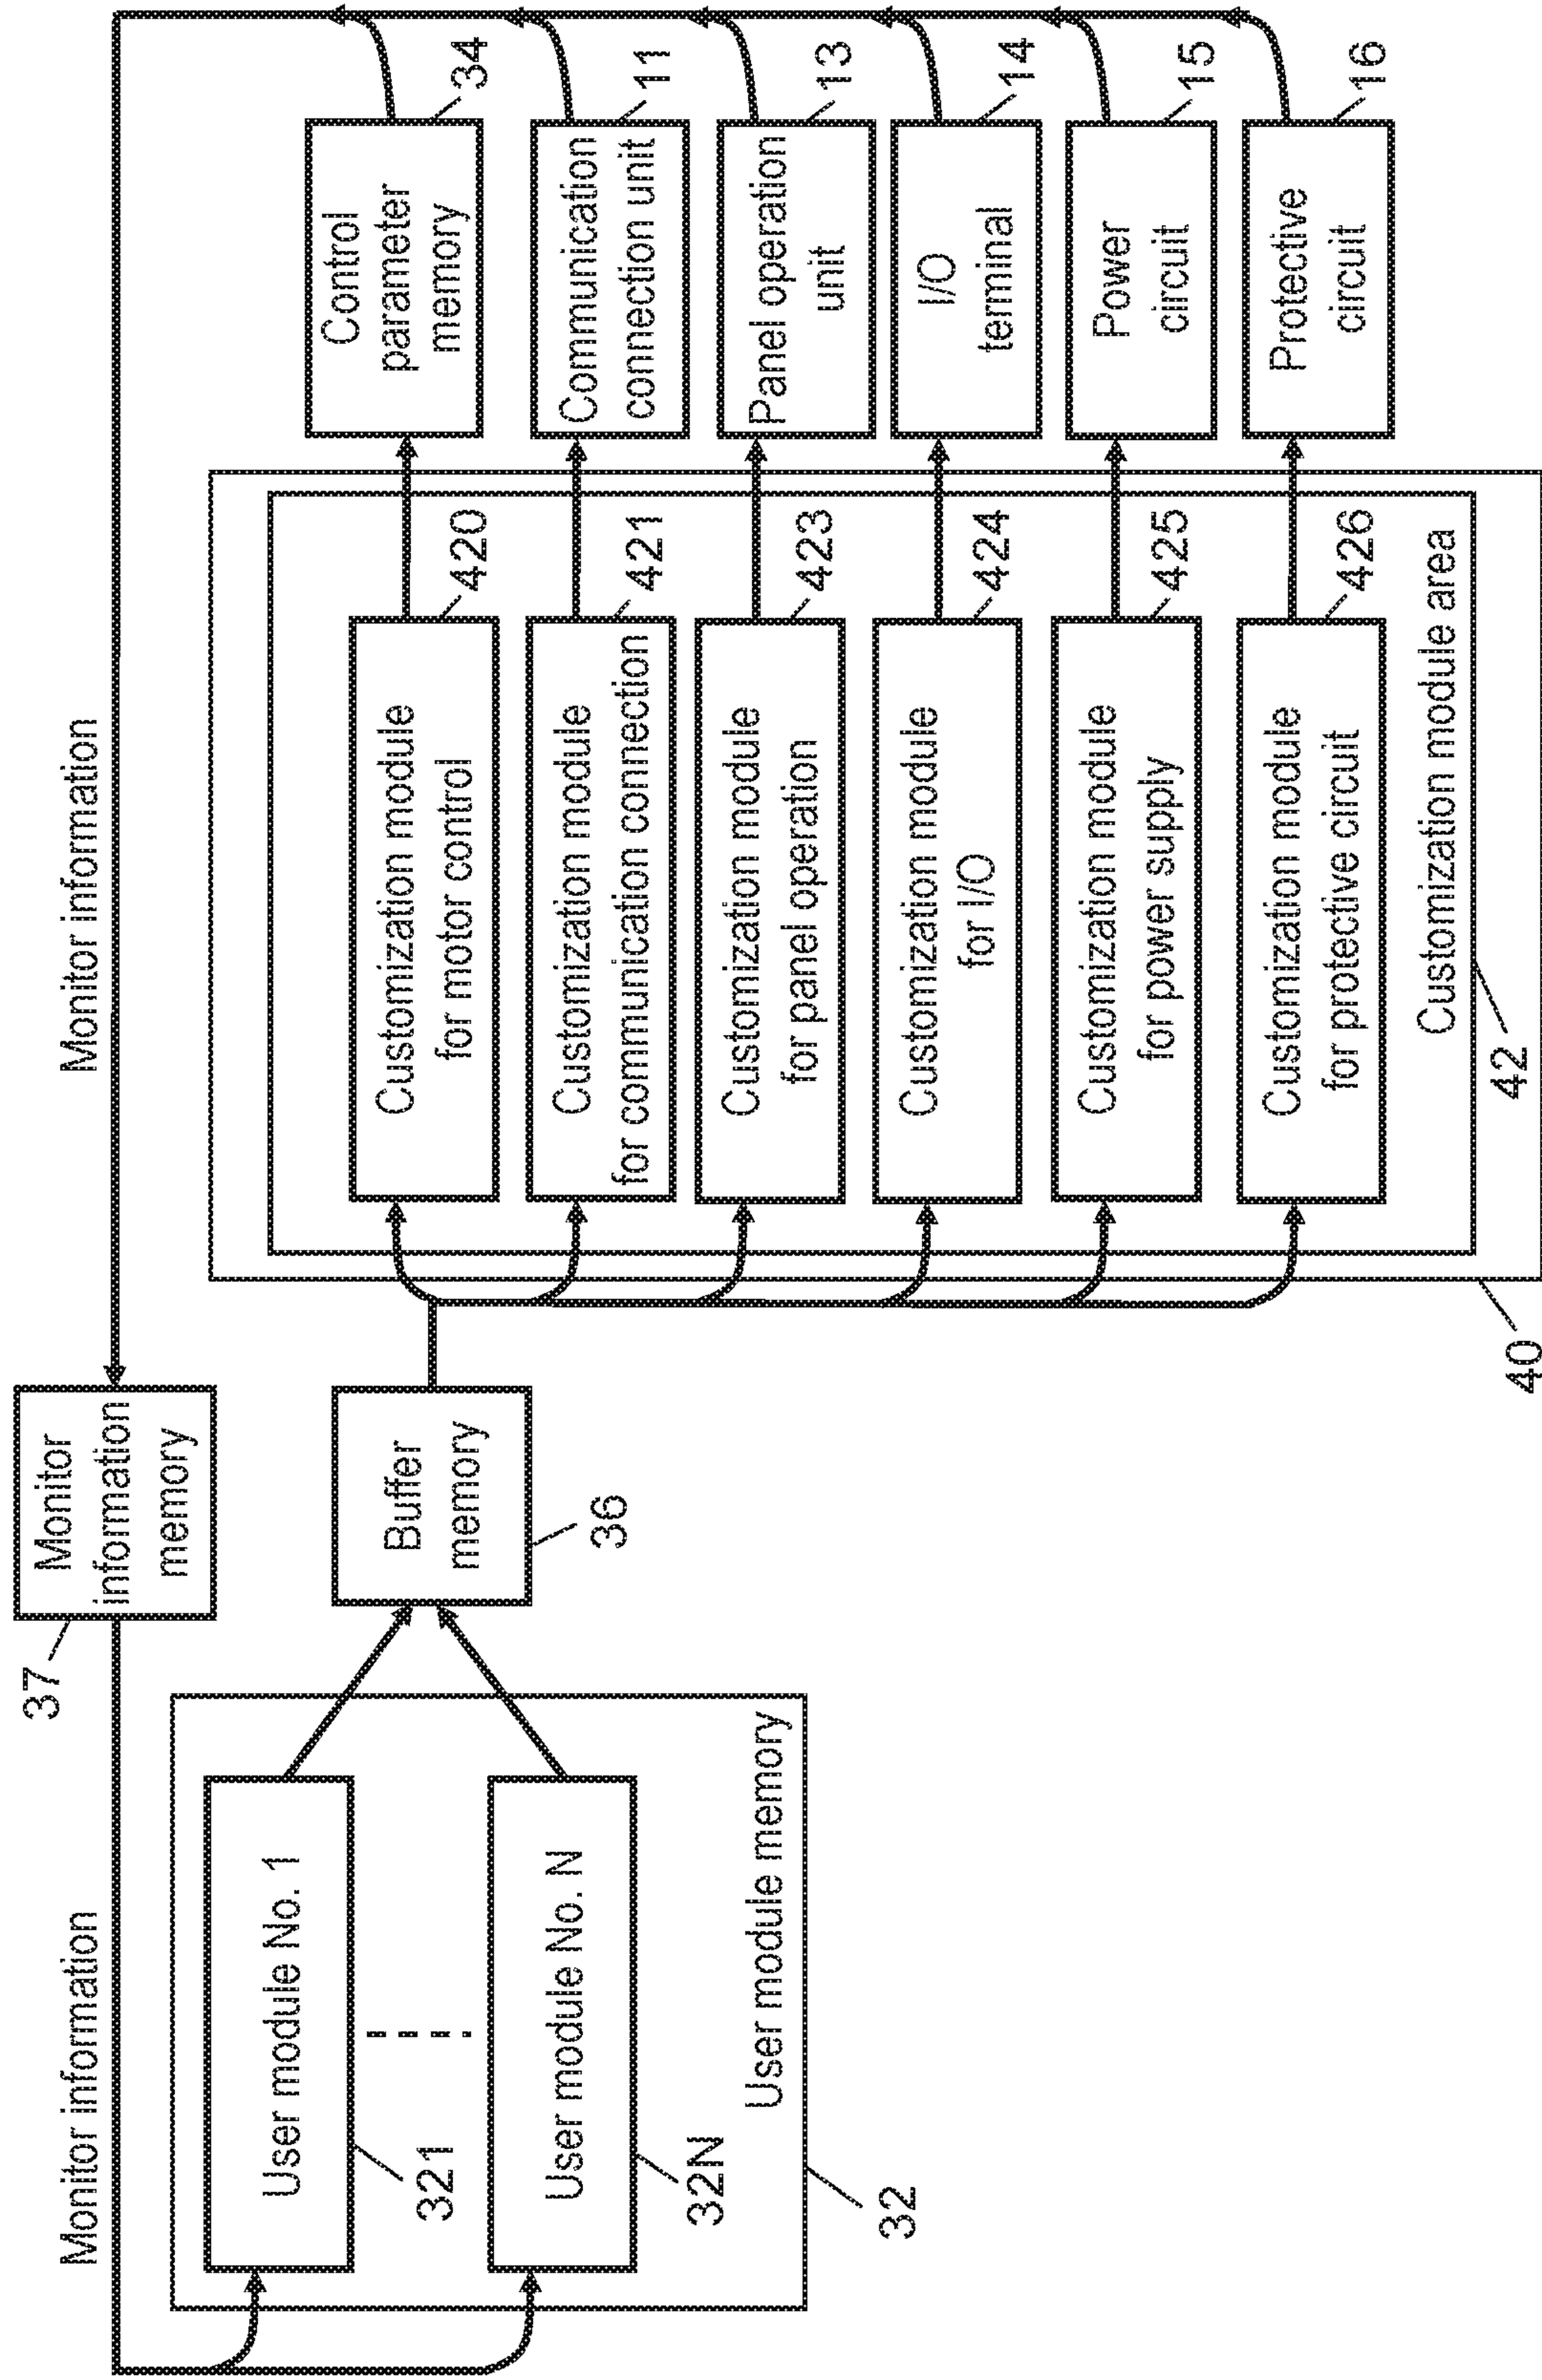 Monitor information
Monitor information
37
Monitor
information
memory
User module No. 1
321
User module No. N
32N
User module memory
32
Buffer
memory
36
Customization module
for motor control
420
Customization module
for communication connection
421
Customization module
for panel operation
423
Customization module
for I/O
424
Customization module
for power supply
425
Customization module
for protective circuit
426
Customization module area
42
40
Control
parameter
memory
34
Communication
connection unit
11
Panel operation
unit
13
I/O
terminal
14
Power
circuit
15
Protective
circuit
16